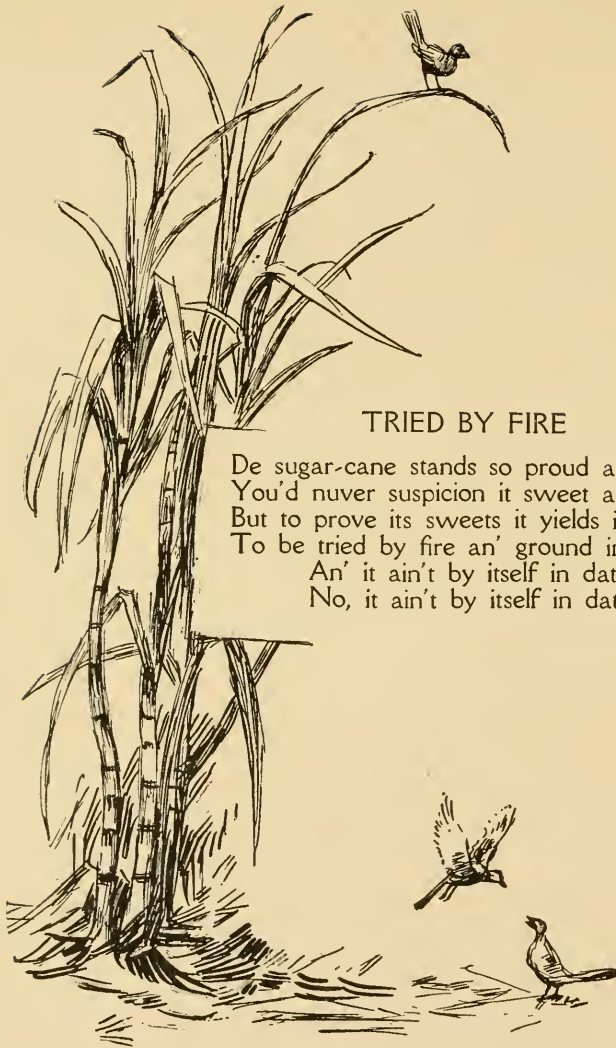 TRIED BY FIRE
De sugar-cane stands so proud a
You'd nuver suspicion it sweet a
But to prove its sweets it yields i
To be tried by fire an' ground in
An' it ain't by itself in dat
No, it ain't by itself in dat